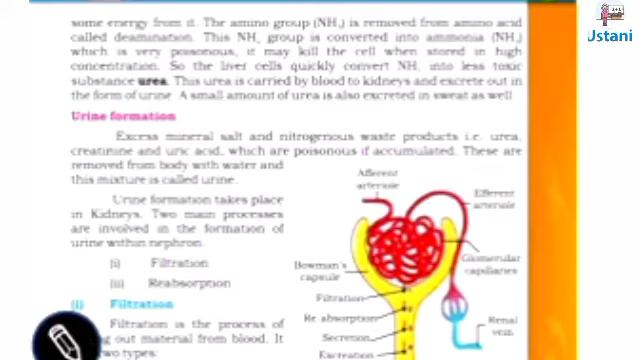 some energy from it. The amino group (NH₂) is removed from amino acid
called deamination. This NH₂ group is converted into ammonia (NH₃)
which is very poisonous, it may kill the cell when stored in high
concentration. So the liver cells quickly convert NH₃ into less toxic
substance urea. This urea is carried by blood to kidneys and excrete out in
the form of urine. A small amount of urea is also excreted in sweat as well.
Urine formation
Excess mineral salt and nitrogenous waste products i.e. urea,
creatinine and uric acid, which are poisonous if accumulated. These are
removed from body with water and
this mixture is called urine.
Urine formation takes place
in Kidneys. Two main processes
are involved in the formation of
urine within nephron.
(i) Filtration
(ii) Reabsorption
(i) Filtration
Filtration is the process of
out material from blood. It
two types:
Afferent
arteriole
Efferent
arteriole
Glomerular
capillaries
Bowman's
capsule
Filtration
Re-absorption
Secretion
Excreation
Renal
vein
Ustani